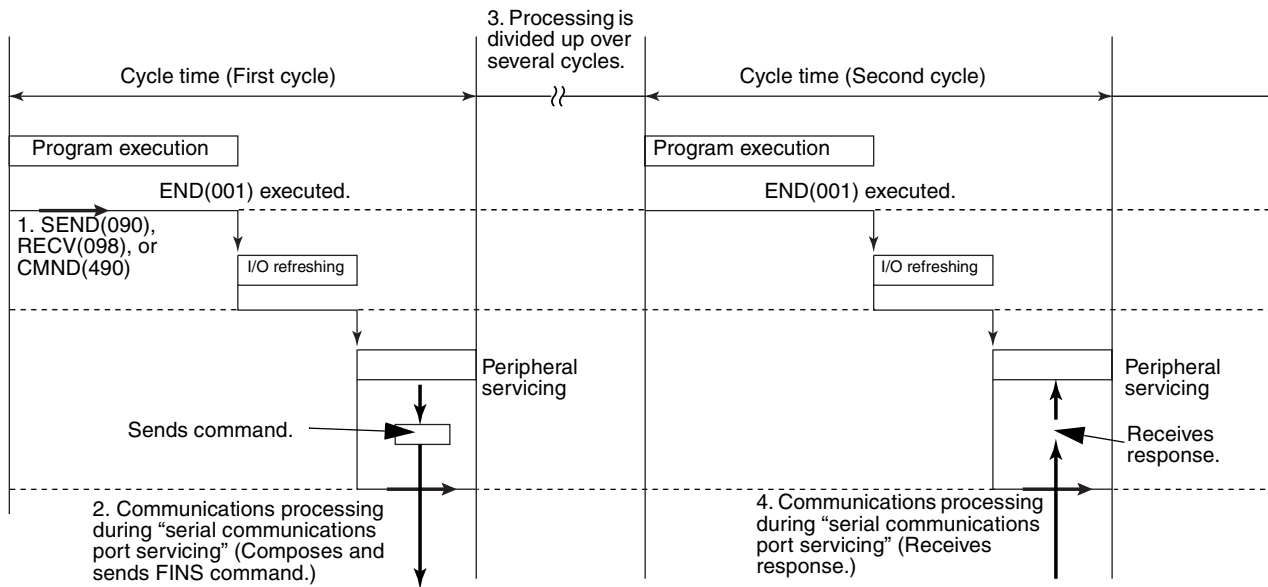 3. Processing is
divided up over
several cycles.
Cycle time (First cycle)
Cycle time (Second cycle)
Program execution
Program execution
END(001) executed.
END(001) executed.
1. SEND(090),
RECV(098), or
CMND(490)
I/O refreshing
I/O refreshing
Peripheral
servicing
Peripheral
servicing
Sends command.
Receives
response.
2. Communications processing
during “serial communications
port servicing” (Composes and
sends FINS command.)
4. Communications processing
during “serial communications
port servicing” (Receives
response.)